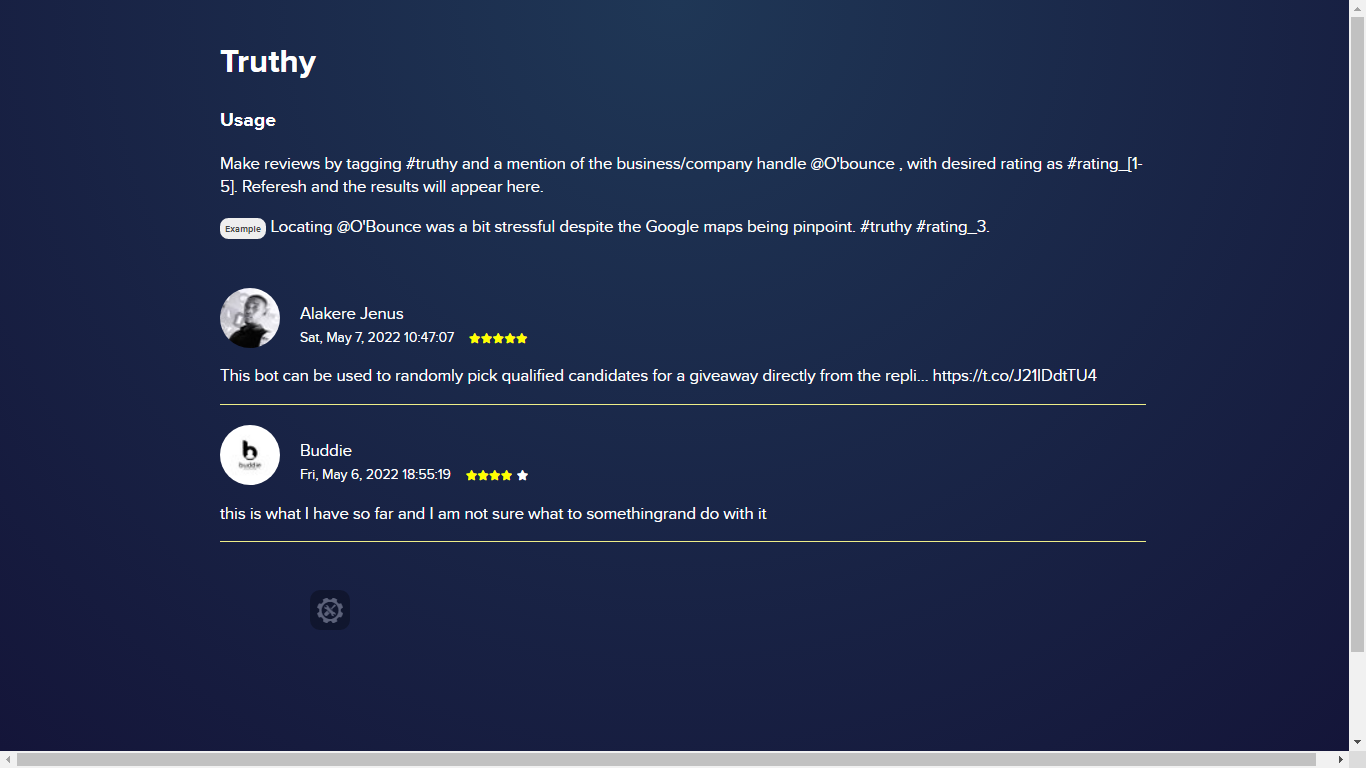 Truthy
Usage
Make reviews by tagging #truthy and a mention of the business/company handle @O'bounce , with desired rating as #rating_[1-
5]. Referesh and the results will appear here.
Example Locating @O'Bounce was a bit stressful despite the Google maps being pinpoint. #truthy #rating_3.
Alakere Jenus
Sat, May 7, 2022 10:47:07
This bot can be used to randomly pick qualified candidates for a giveaway directly from the repli... https://t.co/J21IDdtTU4
buddie
Buddie
Fri, May 6, 2022 18:55:19
this is what I have so far and I am not sure what to somethingrand do with it